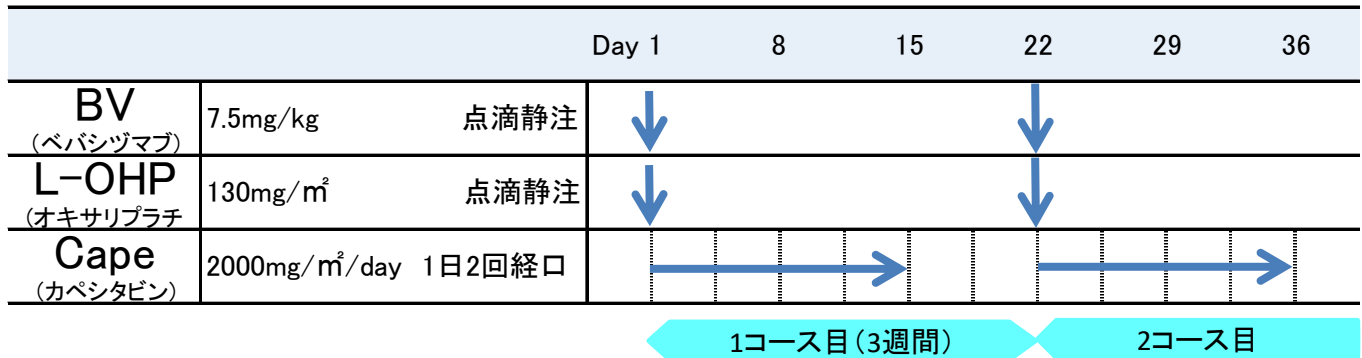 Day 1 8 15 22 29 36
BV 7.5mg/kg 点滴静注
(ベバシヅマブ)
L-OHP 130mg/㎡ 点滴静注
(オキサリプラチ
Cape 2000mg/㎡/day 1日2回経口
(カペシタビン)
1コース目(3週間) 2コース目